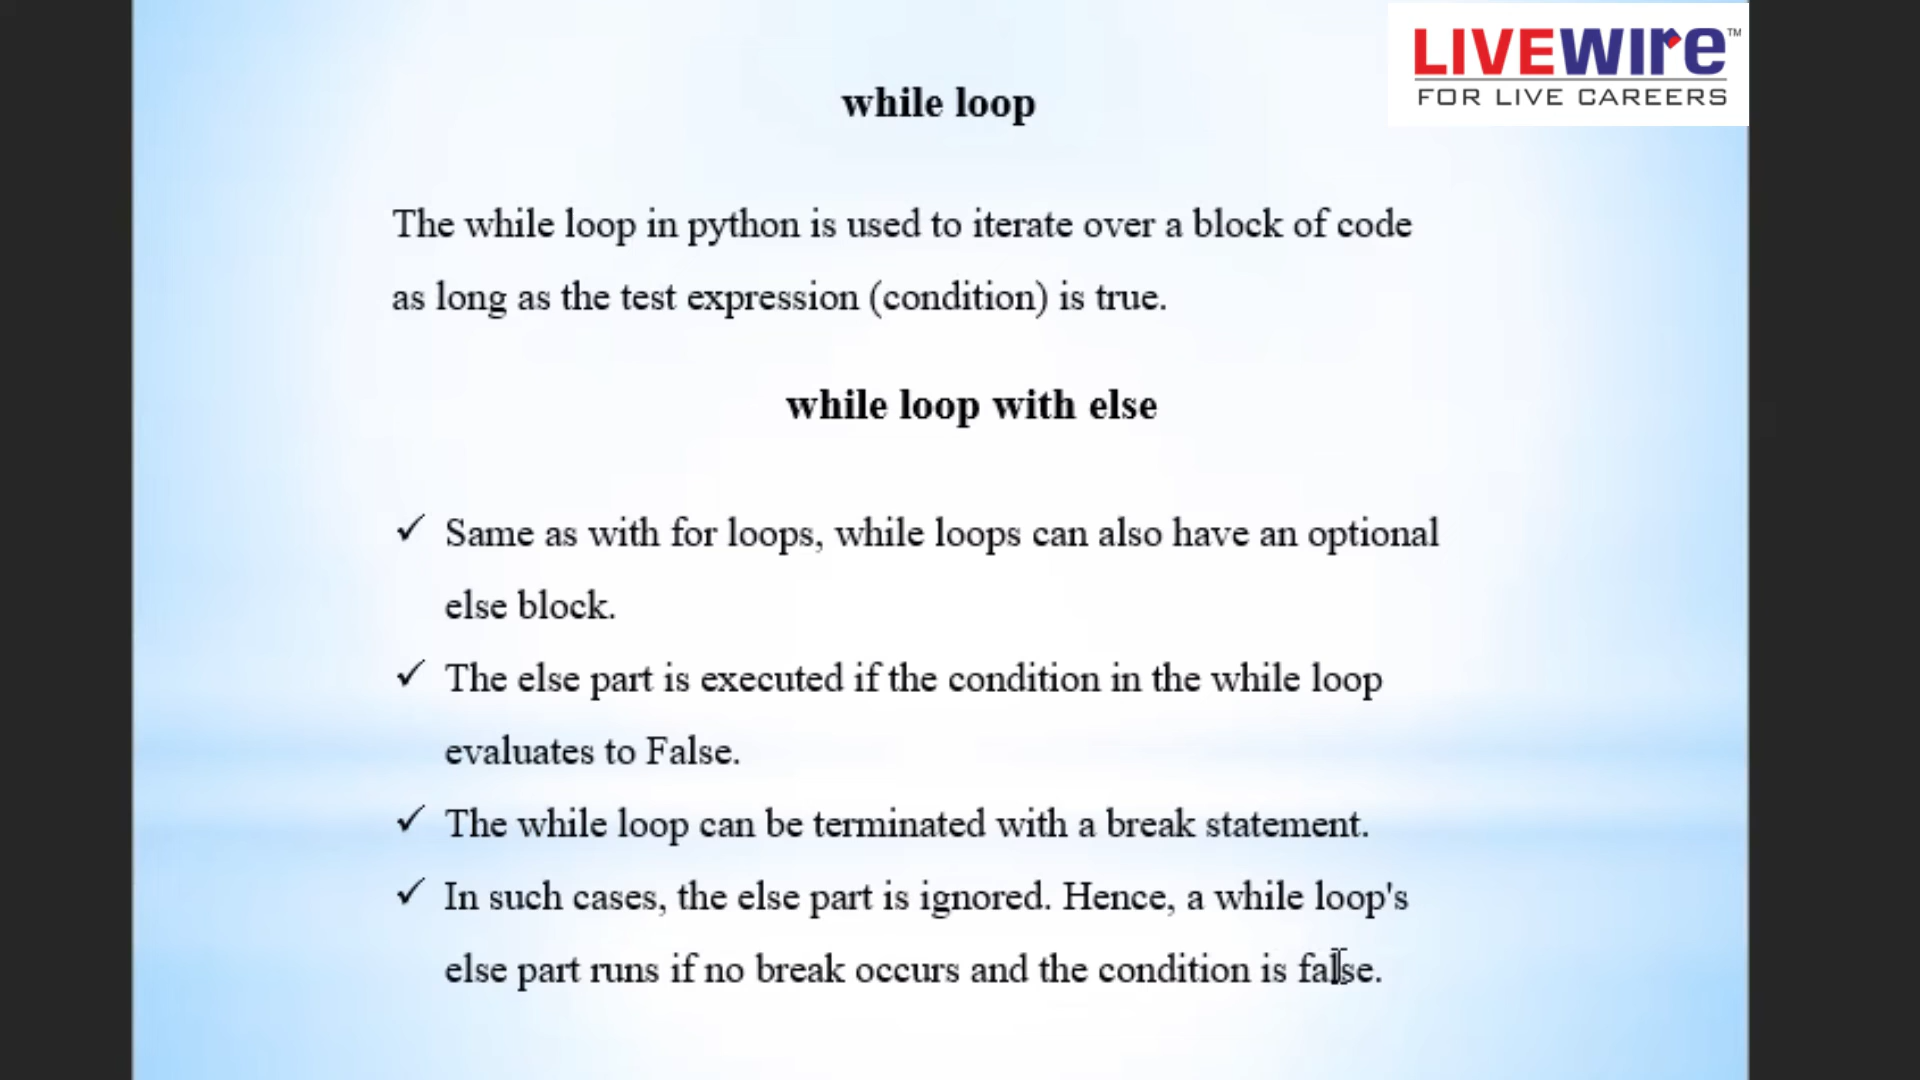 LIVEWIRE™
FOR LIVE CAREERS
while loop
The while loop in python is used to iterate over a block of code
as long as the test expression (condition) is true.
while loop with else
✓ Same as with for loops, while loops can also have an optional
else block.
✓ The else part is executed if the condition in the while loop
evaluates to False.
✓ The while loop can be terminated with a break statement.
✓ In such cases, the else part is ignored. Hence, a while loop's
else part runs if no break occurs and the condition is false.